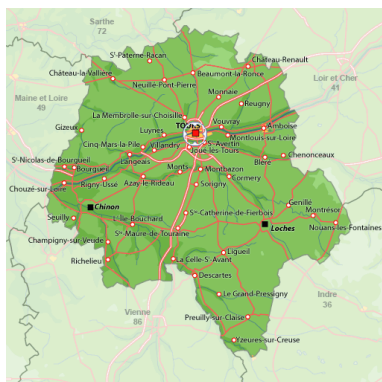 Sarthe
72
St-Paterne-Racan
Château-Renault
Château-la-Vallière
Beaumont-la-Ronce
Neuille-Pont-Pierre
Loir et Cher
41
Monnaie
Maine et Loire
49
Reugny
La Membrolle-sur-Choisille
Gizeux
Luynes
TOURS
Vouvray
Amboise
Montlouis-sur-Loire
Cinq-Mars-la-Pile
Villandry
St-Avertin
Joué-lès-Tours
St-Nicolas-de-Bourgueil
Langeais
Bléré
Chenonceaux
Bourgueil
Monts
Montbazon
Chouzé-sur-Loire
Rigny-Ussé
Azay-le-Rideau
Cormery
Sorigny
Chinon
Genillé
Montrésor
Seuilly
L'Île-Bouchard
Ste-Catherine-de-Fierbois
Loches
Nouans-les-Fontaines
Ste-Maure-de-Touraine
Champigny-sur-Veude
Ligueil
Richelieu
La Celle-St-Avant
Descartes
Le Grand-Pressigny
Indre
36
Vienne
86
Preuilly-sur-Claise
Yzeures-sur-Creuse